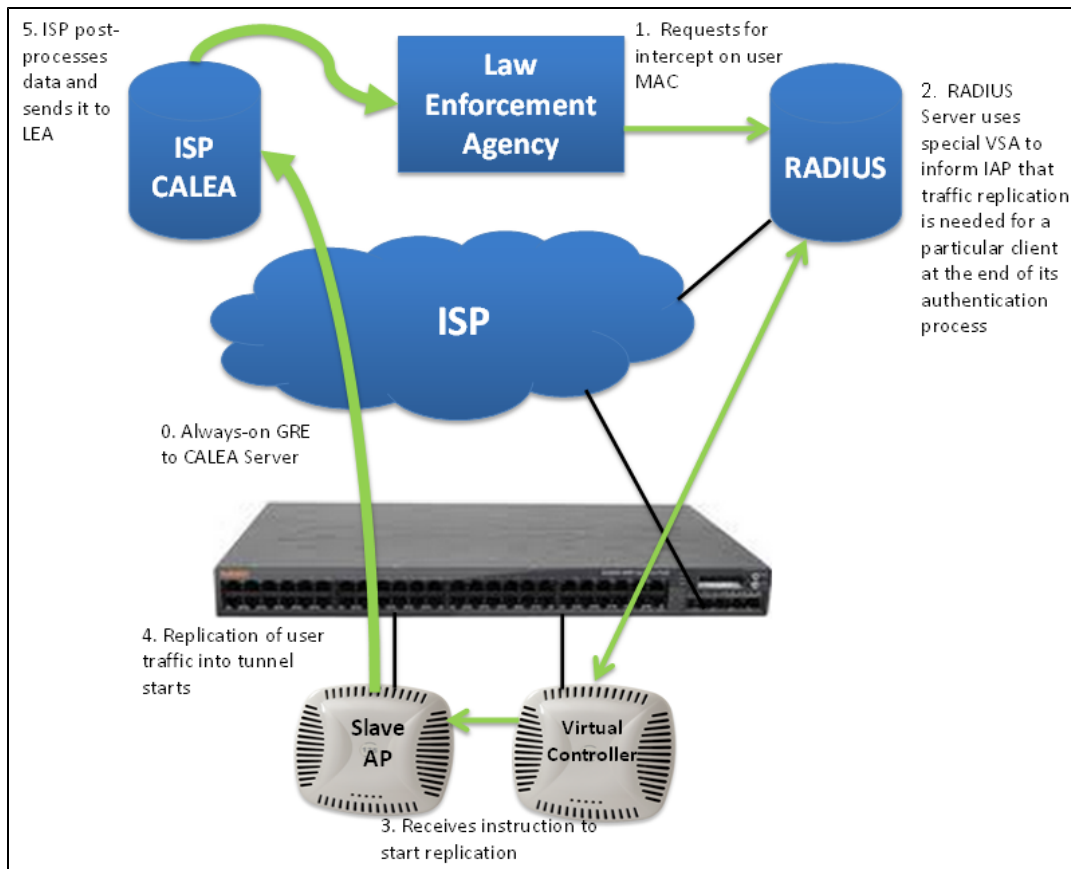 5. ISP post-
processes
data and
sends it to
LEA
Law
Enforcement
Agency
1. Requests for
intercept on user
MAC
ISP
CALEA
RADIUS
2. RADIUS
Server uses
special VSA to
inform IAP that
traffic replication
is needed for a
particular client
at the end of its
authentication
process
ISP
0. Always-on GRE
to CALEA Server
4. Replication of user
traffic into tunnel
starts
Slave
AP
Virtual
Controller
3. Receives instruction to
start replication